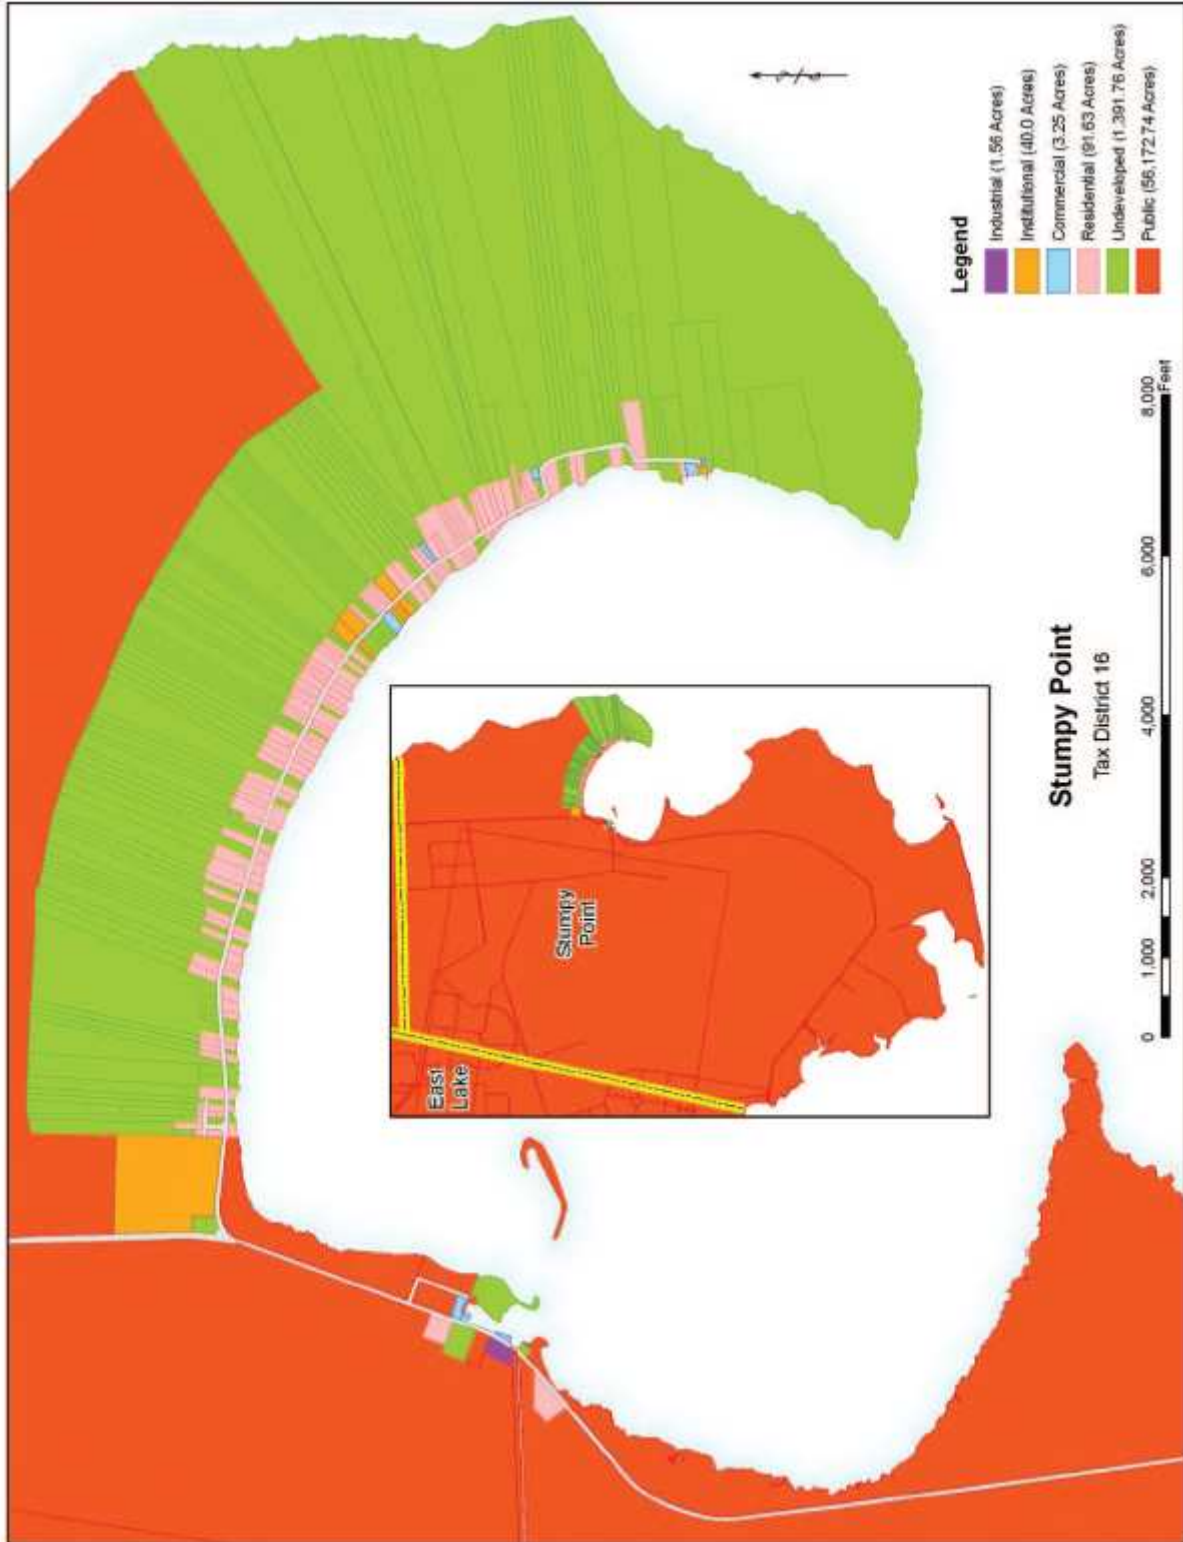 East
Lake
Stumpy
Point
Stumpy Point
Tax District 16
0 1,000 2,000 4,000 6,000 8,000
Feet
Legend
Industrial (1.56 Acres)
Institutional (40.0 Acres)
Commercial (3.25 Acres)
Residential (91.63 Acres)
Undeveloped (1,391.76 Acres)
Public (56,172.74 Acres)